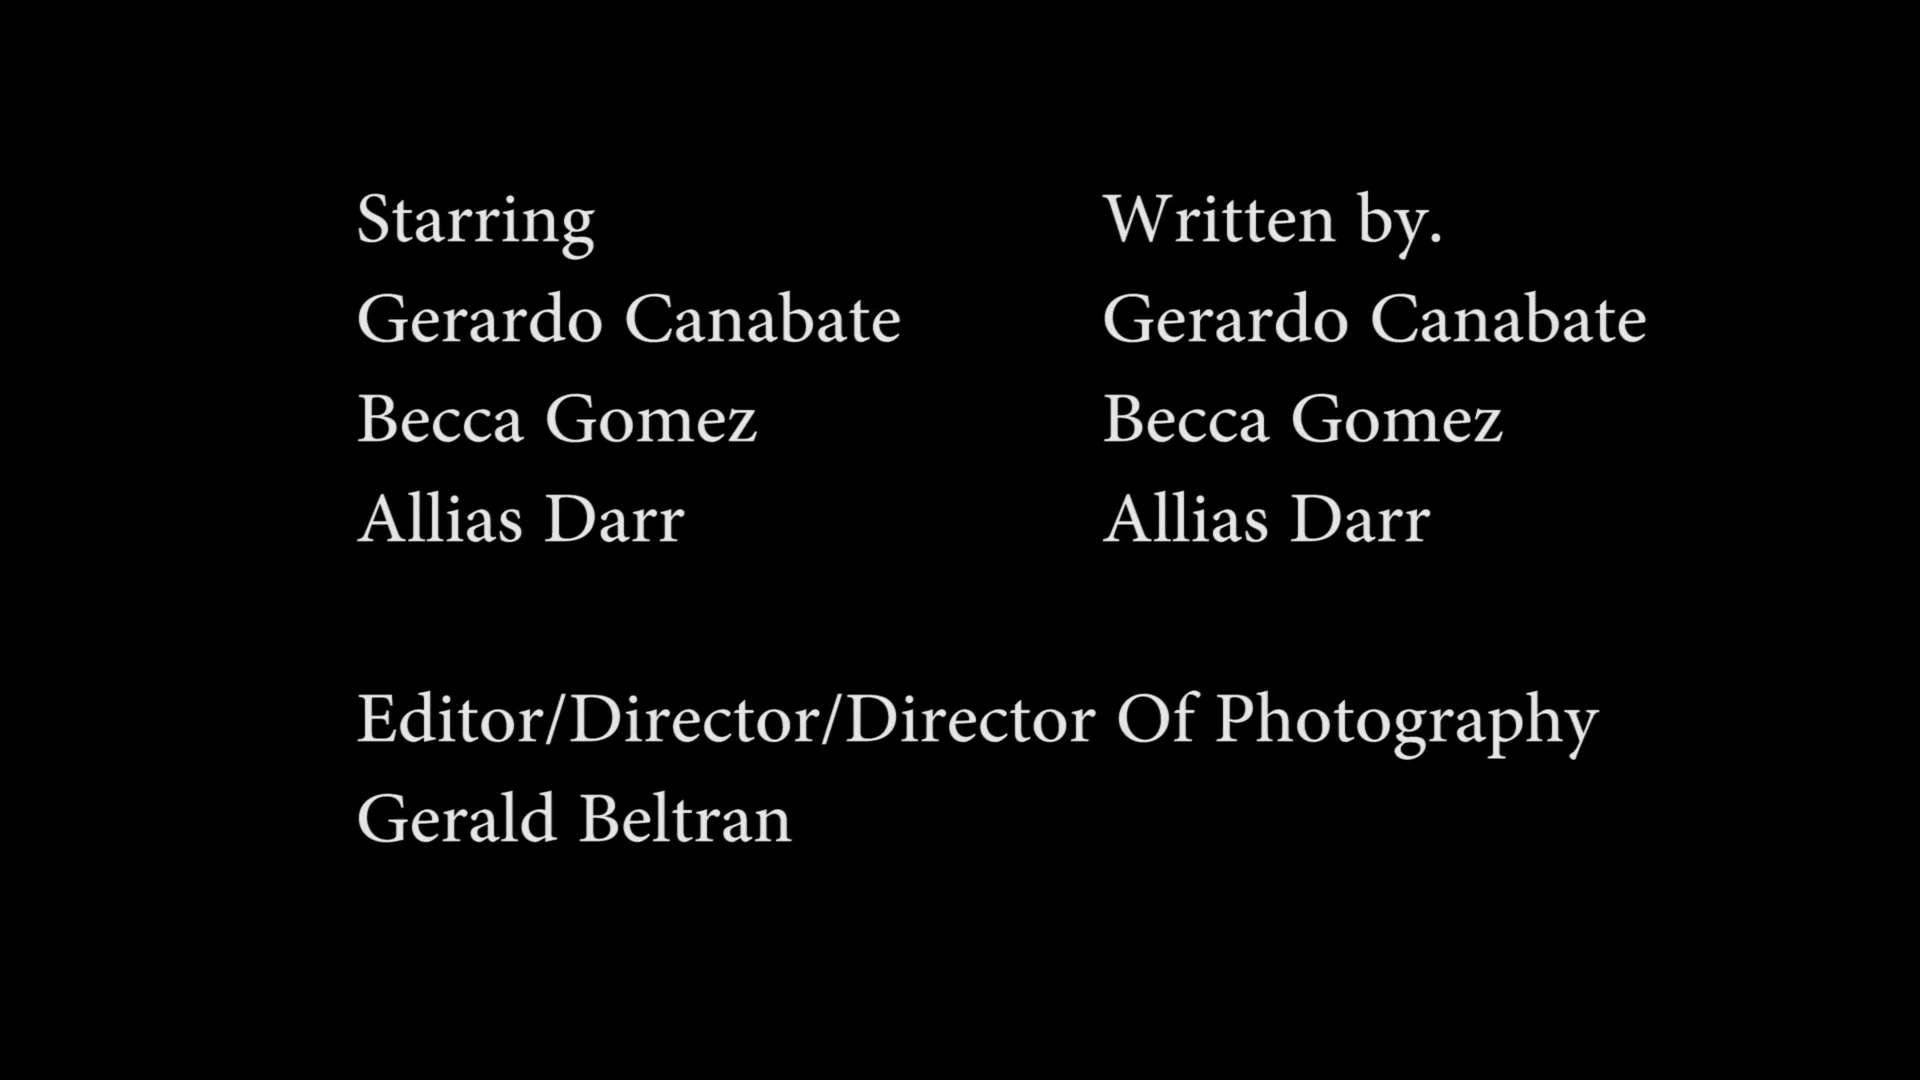 Starring
Gerardo Canabate
Becca Gomez
Allias Darr
Written by.
Gerardo Canabate
Becca Gomez
Allias Darr
Editor/Director/Director Of Photography
Gerald Beltran